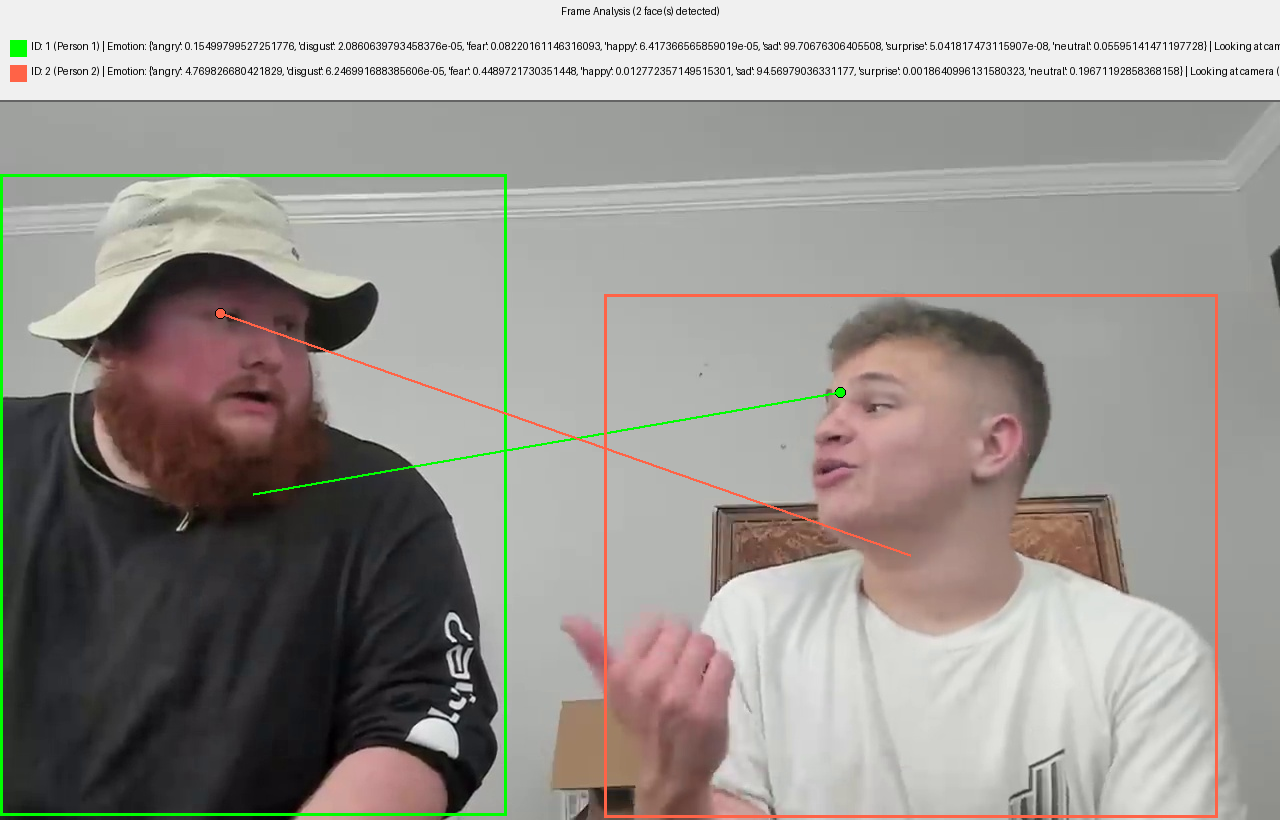 Frame Analysis (2 face(s) detected)
ID: 1 (Person 1) | Emotion: {'angry': 0.15499799527251776, 'disgust': 2.0860639793458376e-05, 'fear': 0.08220161146316093, 'happy': 6.417366565859019e-05, 'sad': 99.70676306405508, 'surprise': 5.041817473115907e-08, 'neutral': 0.05595141471197728} | Looking at cam
ID: 2 (Person 2) | Emotion: {'angry': 4.769826680421829, 'disgust': 6.246991688385606e-05, 'fear': 0.4489721730351448, 'happy': 0.012772357149515301, 'sad': 94.56979036331177, 'surprise': 0.0018640996131580323, 'neutral': 0.19671192858368158} | Looking at camera (